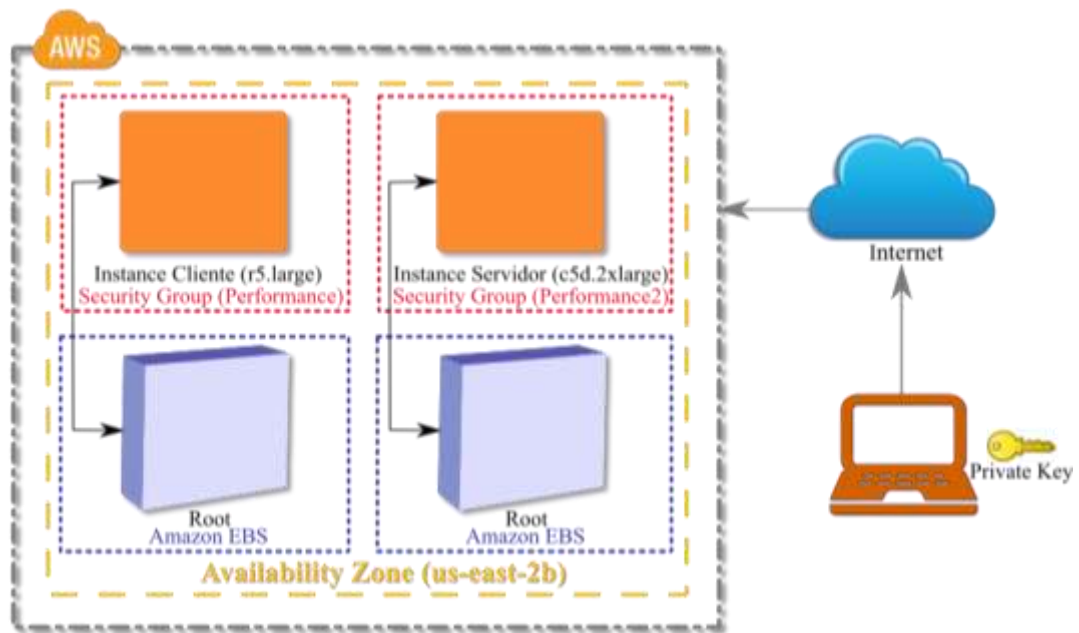 AWS
Instance Cliente (r5.large)
Security Group (Performance)
Instance Servidor (c5d.2xlarge)
Security Group (Performance2)
Root
Amazon EBS
Root
Amazon EBS
Availability Zone (us-east-2b)
Internet
Private Key